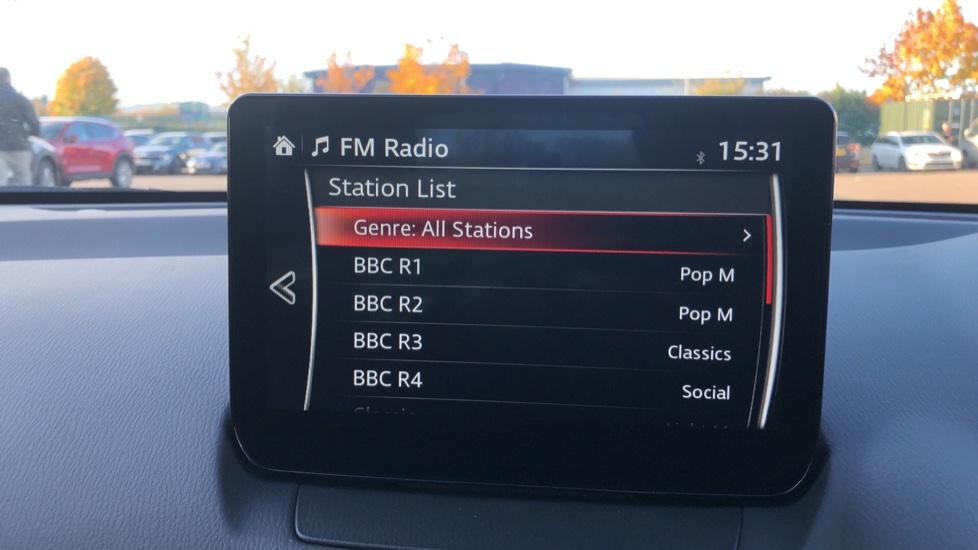 FM Radio 15:31
Station List
Genre: All Stations
BBC R1 Pop M
BBC R2 Pop M
BBC R3 Classics
BBC R4 Social
Classic